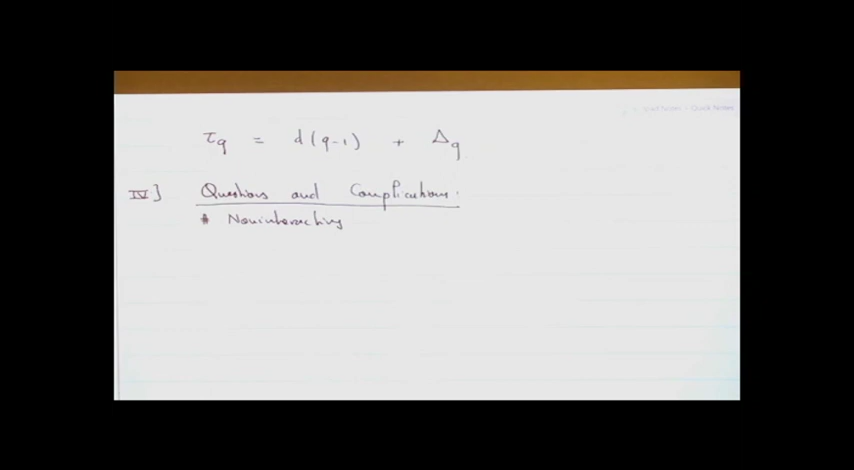 τq = d(q-1) + Δq
IV] Questions and Complications.
* Noninteracting